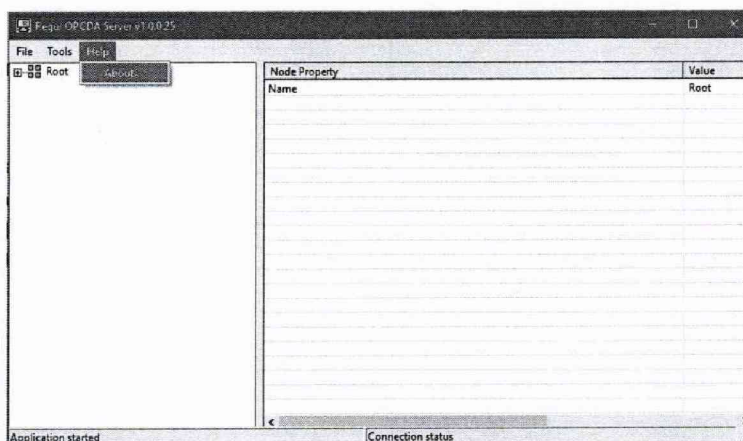 Regul OPCDA Server v1.0.0.25
File Tools Help
About
Root
Node Property Value
Name Root
Application started Connection status